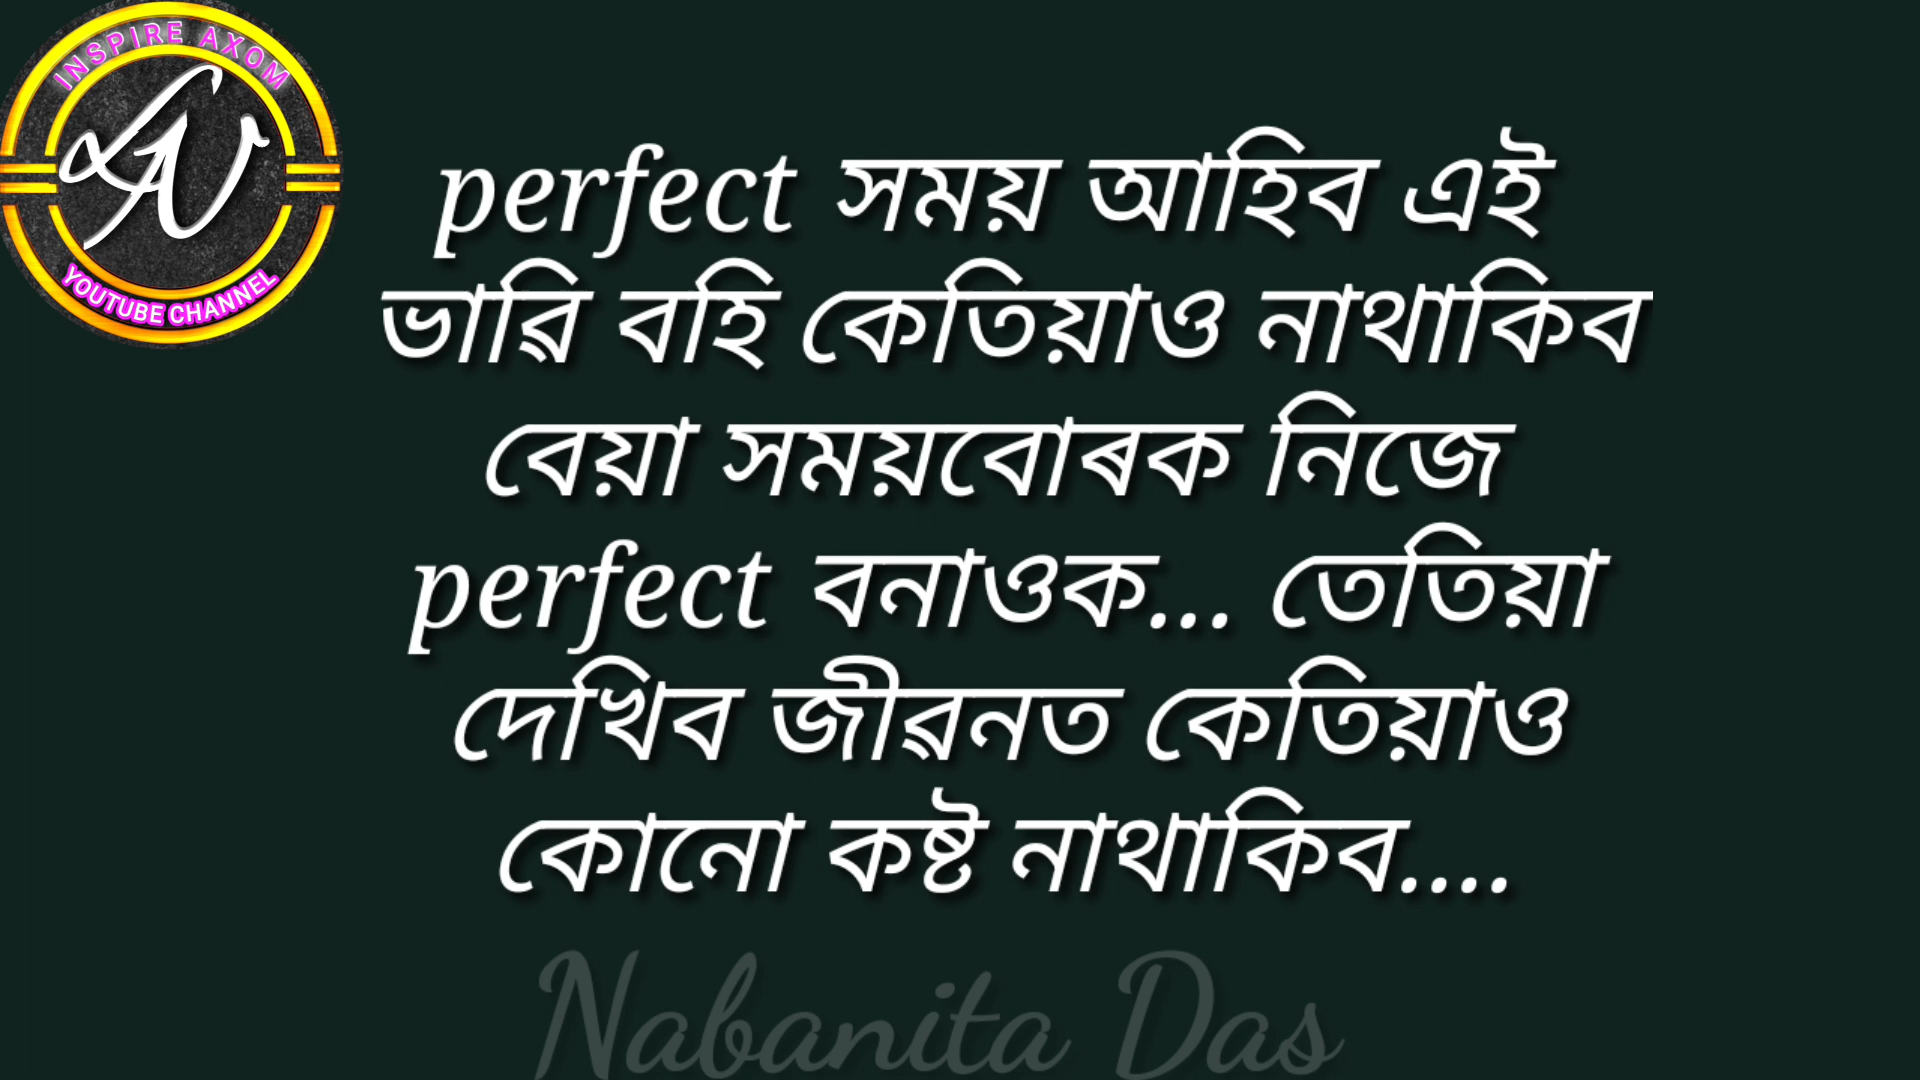 INSPIRE AXOM
YOUTUBE CHANNEL
perfect সময় আহিব এই
ভাৱি বহি কেতিয়াও নাথাকিব
বেয়া সময়বোৰক নিজে
perfect বনাওক... তেতিয়া
দেখিব জীৱনত কেতিয়াও
কোনো কষ্ট নাথাকিব....
Nabanita Das